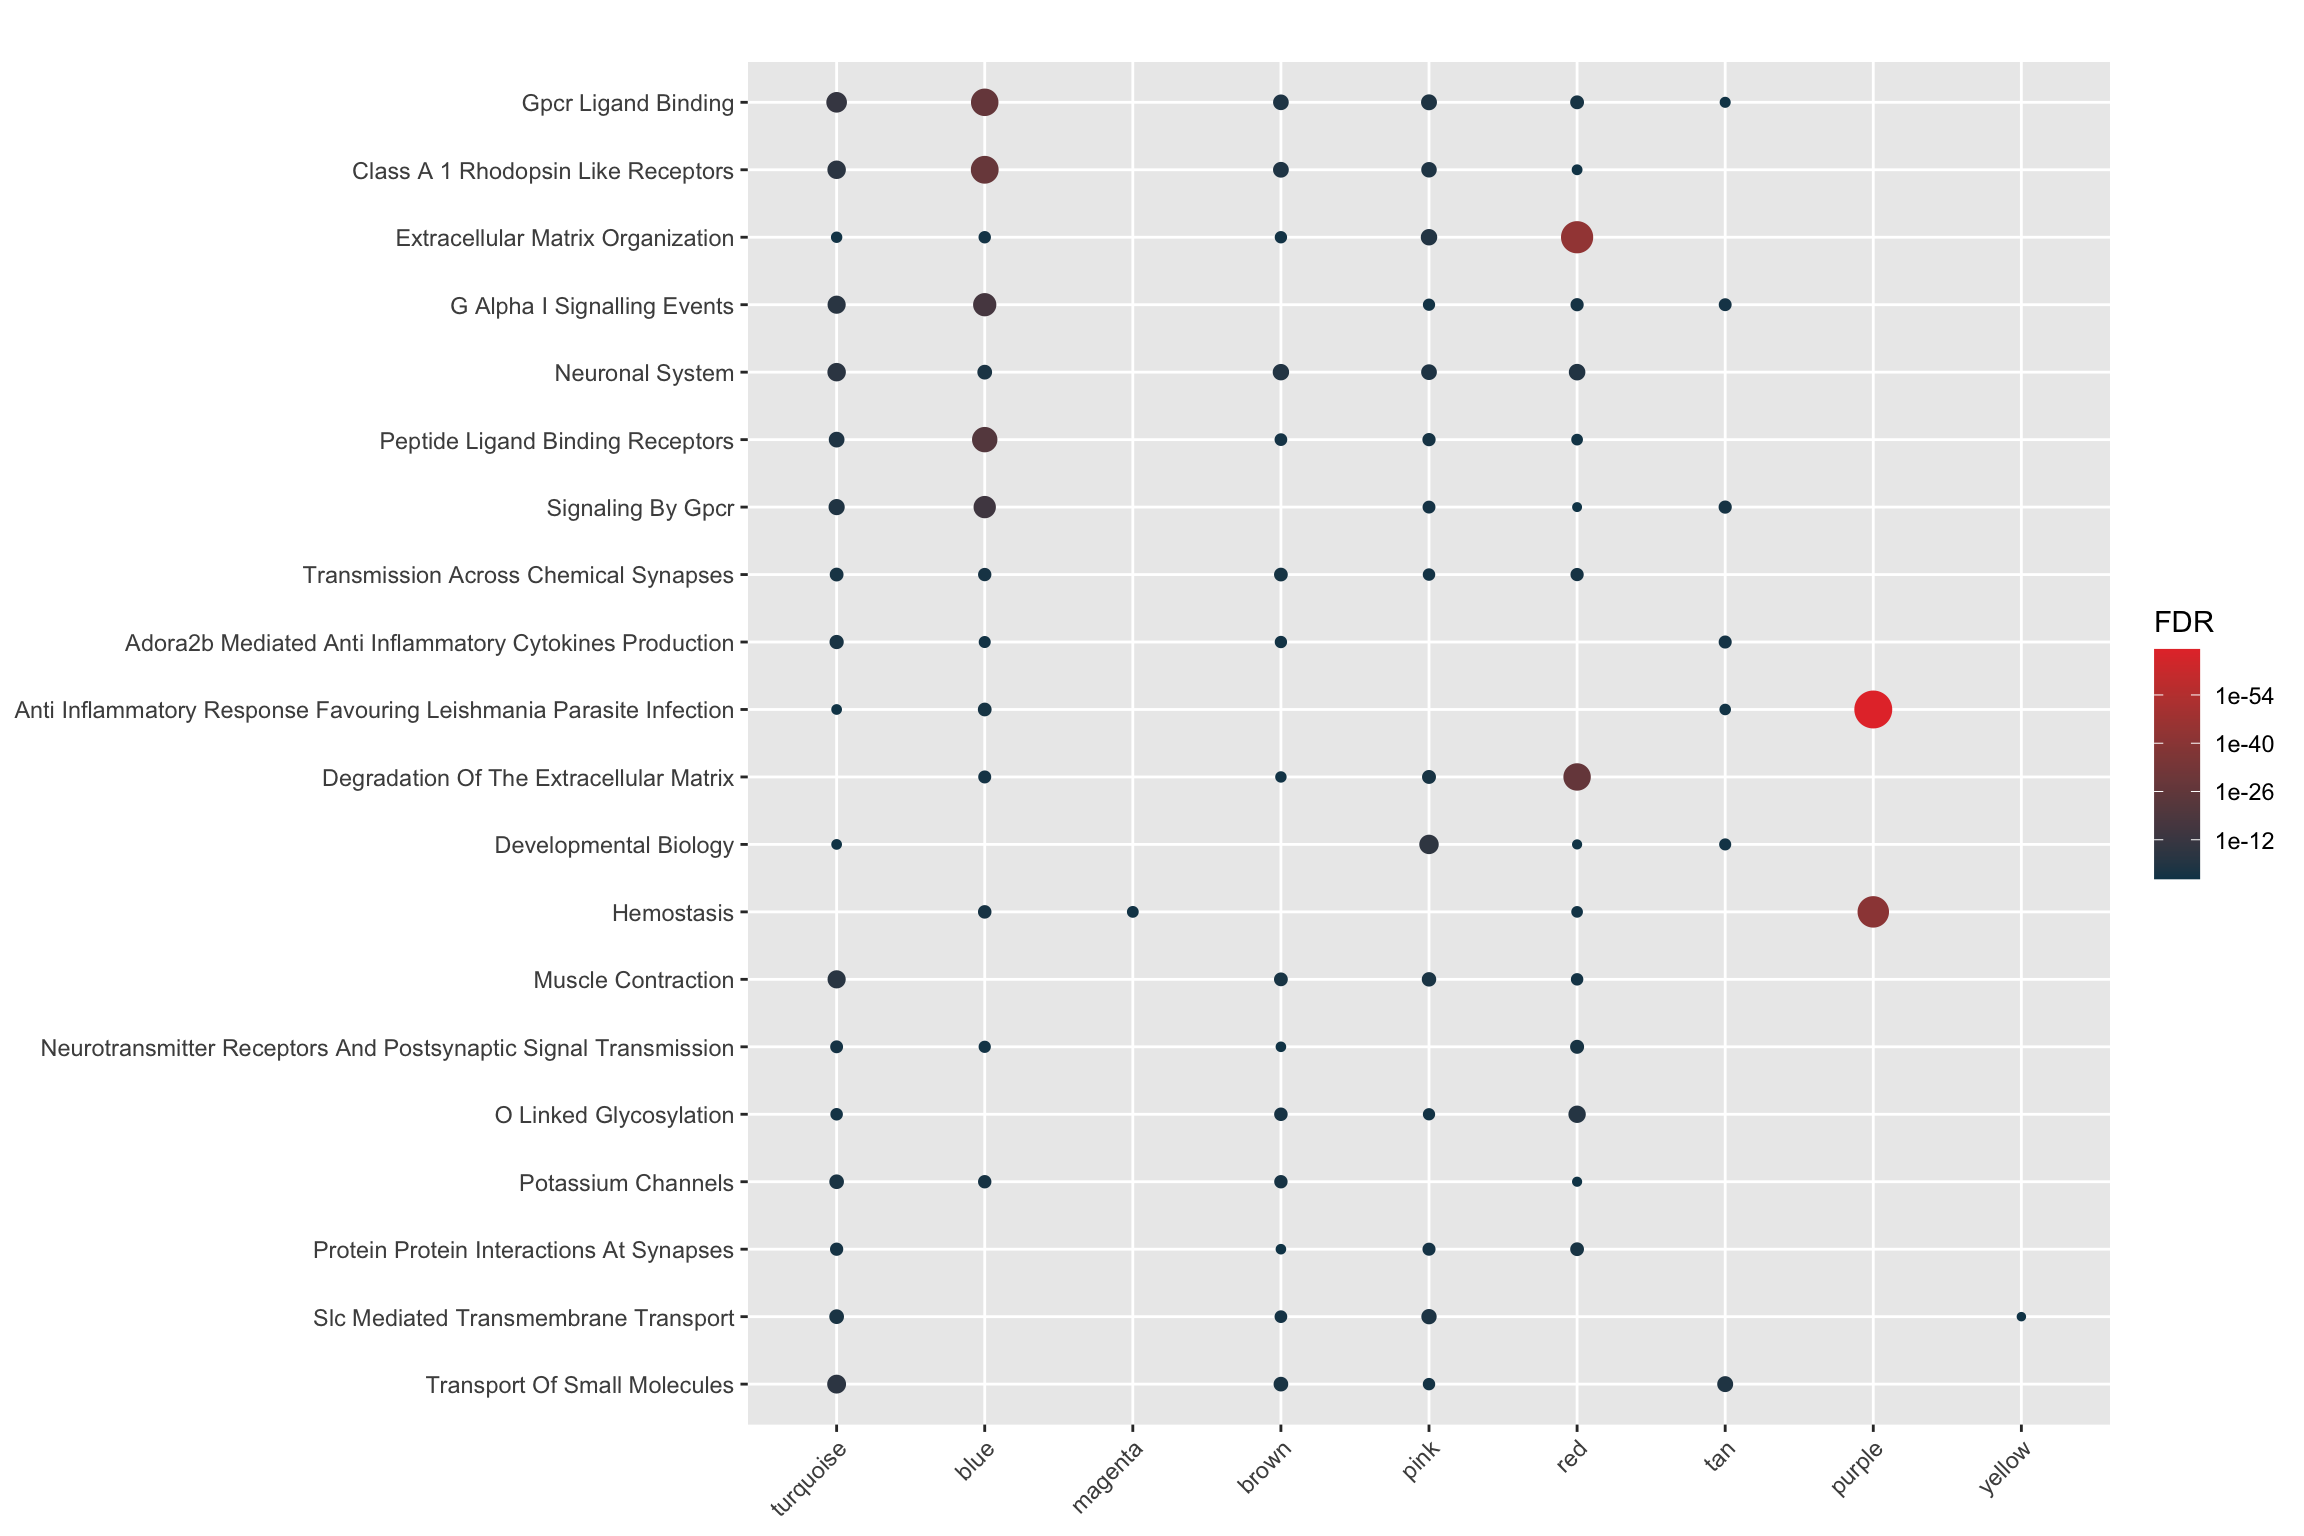 Gpcr Ligand Binding
Class A 1 Rhodopsin Like Receptors
Extracellular Matrix Organization
G Alpha I Signalling Events
Neuronal System
Peptide Ligand Binding Receptors
Signaling By Gpcr
Transmission Across Chemical Synapses
Adora2b Mediated Anti Inflammatory Cytokines Production
Anti Inflammatory Response Favouring Leishmania Parasite Infection
Degradation Of The Extracellular Matrix
Developmental Biology
Hemostasis
Muscle Contraction
Neurotransmitter Receptors And Postsynaptic Signal Transmission
O Linked Glycosylation
Potassium Channels
Protein Protein Interactions At Synapses
Slc Mediated Transmembrane Transport
Transport Of Small Molecules
turquoise
blue
magenta
brown
pink
red
tan
purple
yellow
FDR
1e-54
1e-40
1e-26
1e-12